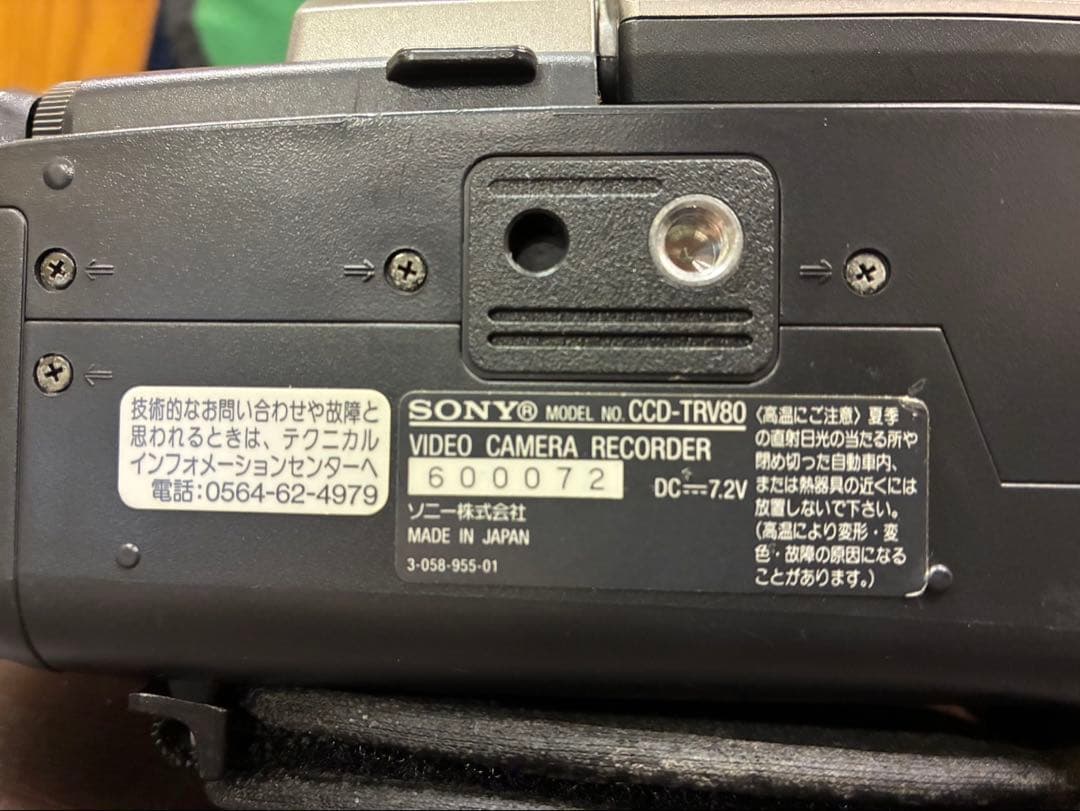 技術的なお問い合わせや故障と
思われるときは、テクニカル
インフォメーションセンターへ
電話:0564-62-4979
SONY® MODEL NO. CCD-TRV80
VIDEO CAMERA RECORDER
600072
DC⎓7.2V
ソニー株式会社
MADE IN JAPAN
3-058-955-01
〈高温にご注意〉夏季
の直射日光の当たる所や
閉め切った自動車内、
または熱器具の近くには
放置しないで下さい。
(高温により変形・変
色・故障の原因になる
ことがあります。)